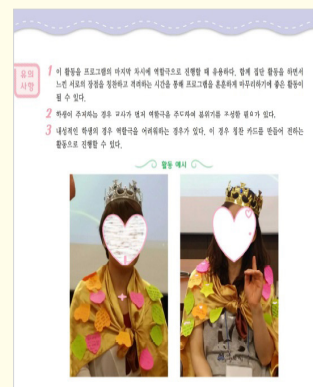 유의
사항
1 이 활동을 프로그램의 마지막 차시에 역할극으로 진행할 때 유용하다. 함께 집단 활동을 하면서
느낀 서로의 장점을 칭찬하고 격려하는 시간을 통해 프로그램을 훈훈하게 마무리하기에 좋은 활동이
될 수 있다.
2 학생이 주저하는 경우 교사가 먼저 역할극을 주도하여 분위기를 조성할 필요가 있다.
3 내성적인 학생의 경우 역할극을 어려워하는 경우가 있다. 이 경우 칭찬 카드를 만들어 전하는
활동으로 진행할 수 있다.
활동 예시